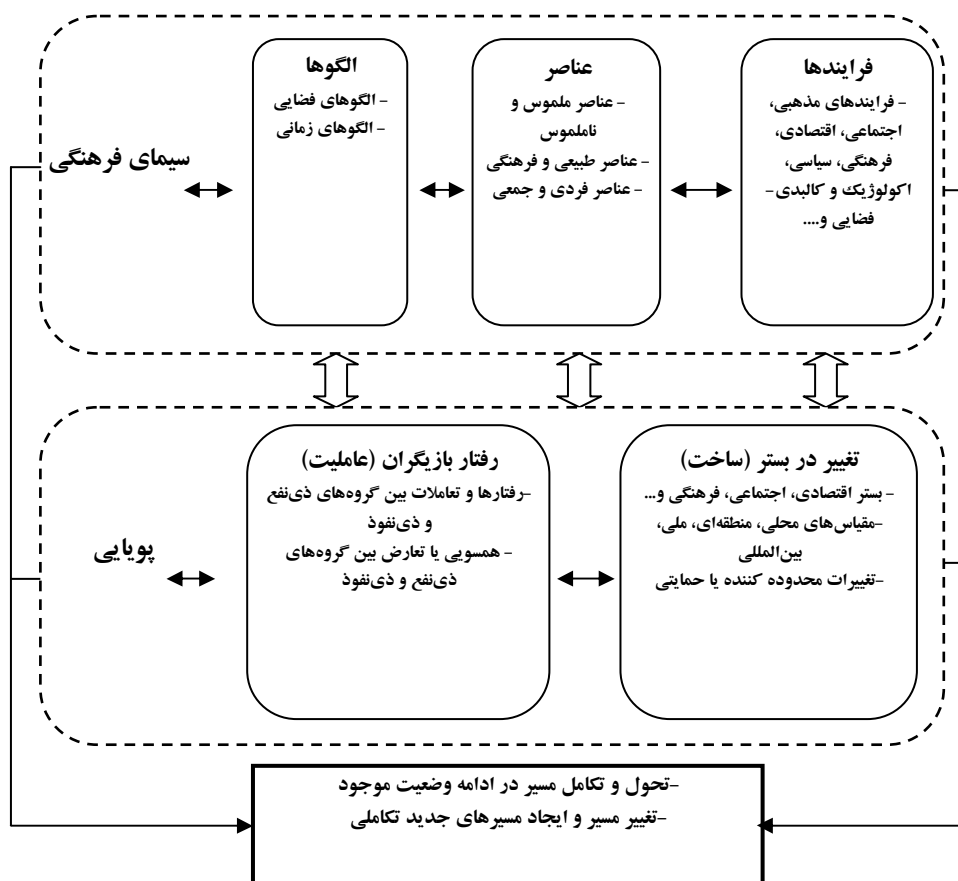 فرایندها
- فرایندهای مذهبی،
اجتماعی، اقتصادی،
فرهنگی، سیاسی،
اکولوژیک و کالبدی-
فضایی و....
عناصر
- عناصر ملموس و
ناملموس
- عناصر طبیعی و فرهنگی
- عناصر فردی و جمعی
الگوها
- الگوهای فضایی
- الگوهای زمانی
سیمای فرهنگی
تغییر در بستر (ساخت)
- بستر اقتصادی، اجتماعی، فرهنگی و...
-مقیاس‌های محلی، منطقه‌ای، ملی،
بین‌المللی
-تغییرات محدوده کننده یا حمایتی
رفتار بازیگران (عاملیت)
-رفتارها و تعاملات بین گروه‌های ذی‌نفع
و ذی‌نفوذ
- همسویی یا تعارض بین گروه‌های
ذی‌نفع و ذی‌نفوذ
پویایی
-تحول و تکامل مسیر در ادامه وضعیت موجود
-تغییر مسیر و ایجاد مسیرهای جدید تکاملی